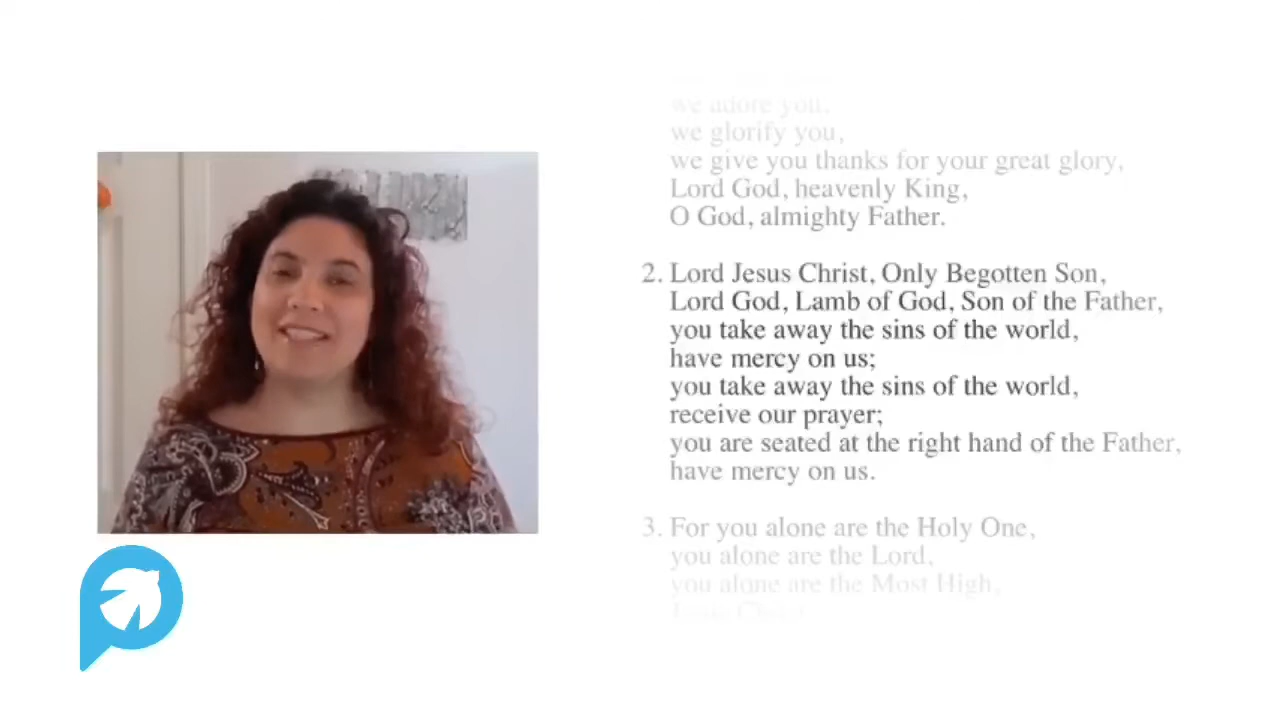 we adore you,
we glorify you,
we give you thanks for your great glory,
Lord God, heavenly King,
O God, almighty Father.
2. Lord Jesus Christ, Only Begotten Son,
Lord God, Lamb of God, Son of the Father,
you take away the sins of the world,
have mercy on us;
you take away the sins of the world,
receive our prayer;
you are seated at the right hand of the Father,
have mercy on us.
3. For you alone are the Holy One,
you alone are the Lord,
you alone are the Most High,
Jesus Christ